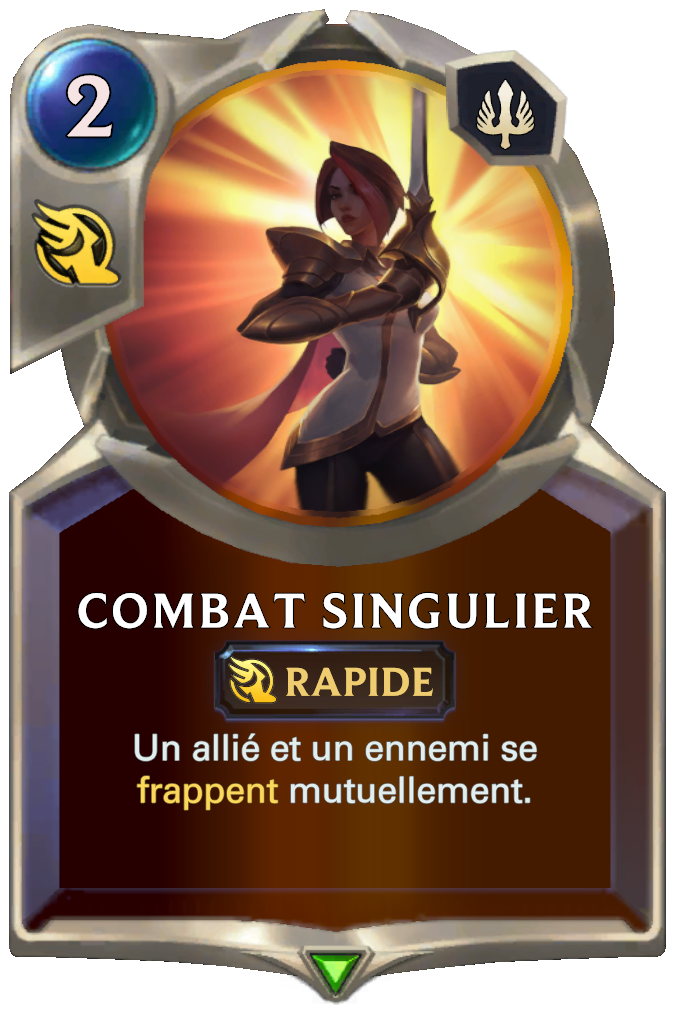 2
COMBAT SINGULIER
RAPIDE
Un allié et un ennemi se
frappent mutuellement.